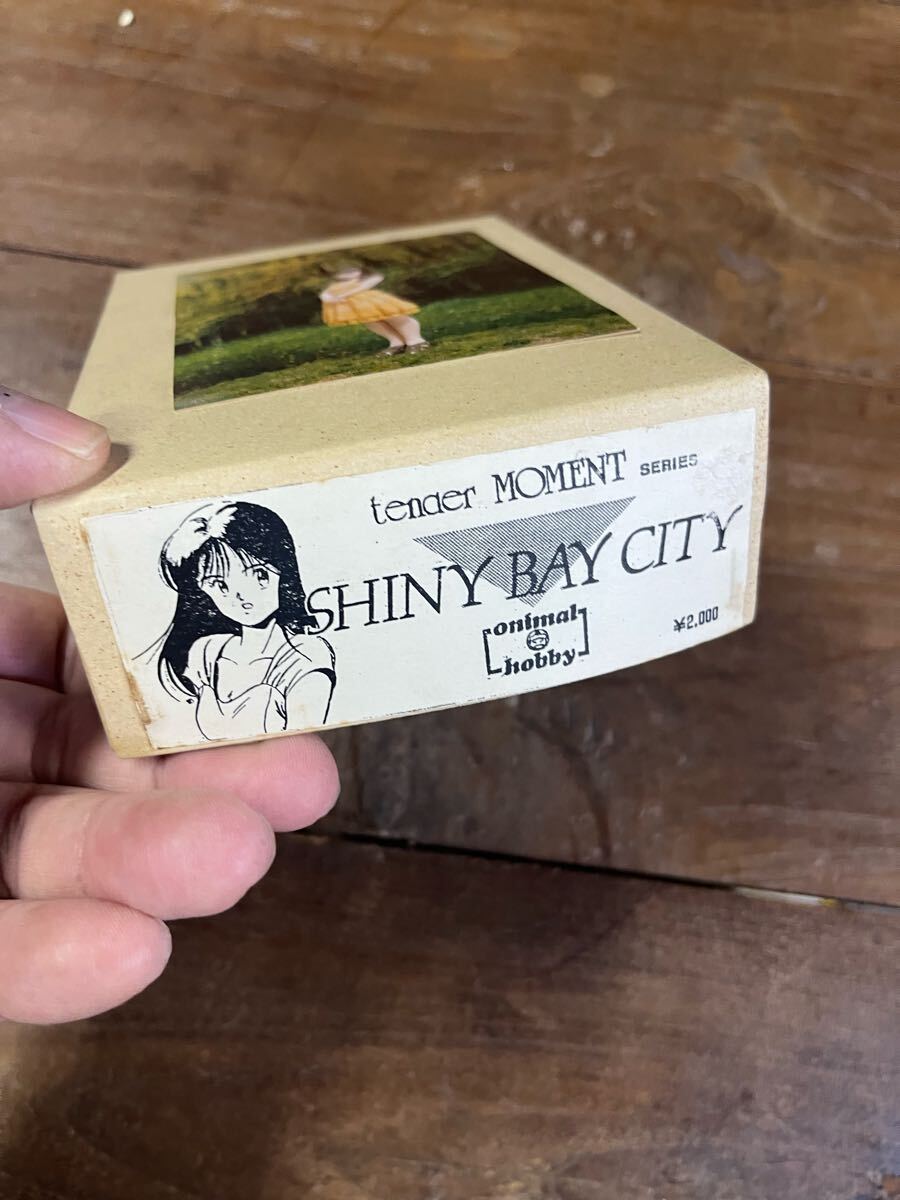 tender MOMENT SERIES
SHINY BAY CITY
onimal
hobby
¥2,000